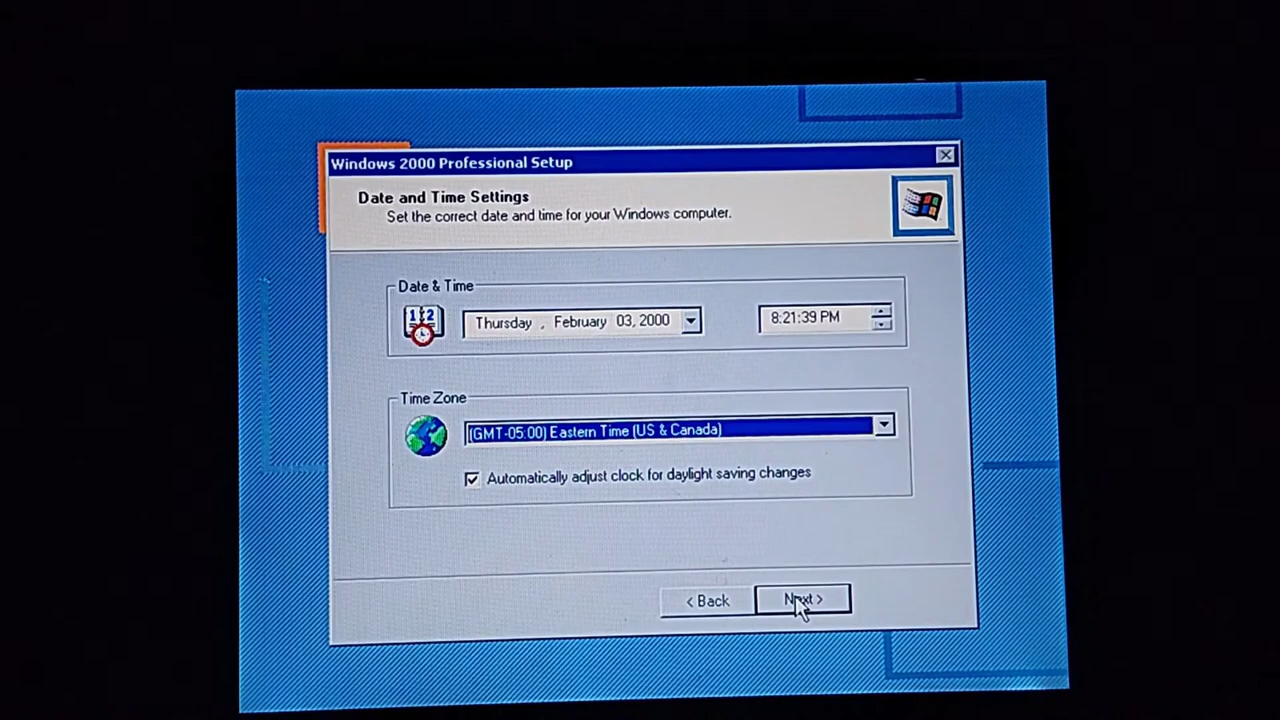 Windows 2000 Professional Setup
Date and Time Settings
Set the correct date and time for your Windows computer.
Date & Time
12
Thursday , February 03, 2000
8:21:39 PM
Time Zone
(GMT-05:00) Eastern Time (US & Canada)
Automatically adjust clock for daylight saving changes
< Back
Next >